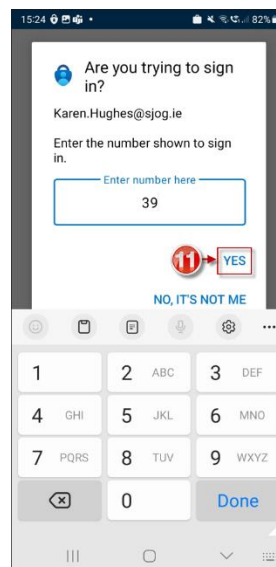 15:24
82%
Are you trying to sign
in?
Karen.Hughes@sjog.ie
Enter the number shown to sign
in.
Enter number here
39
11
YES
NO, IT'S NOT ME
1
2 ABC
3 DEF
4 GHI
5 JKL
6 MNO
7 PQRS
8 TUV
9 WXYZ
0
Done